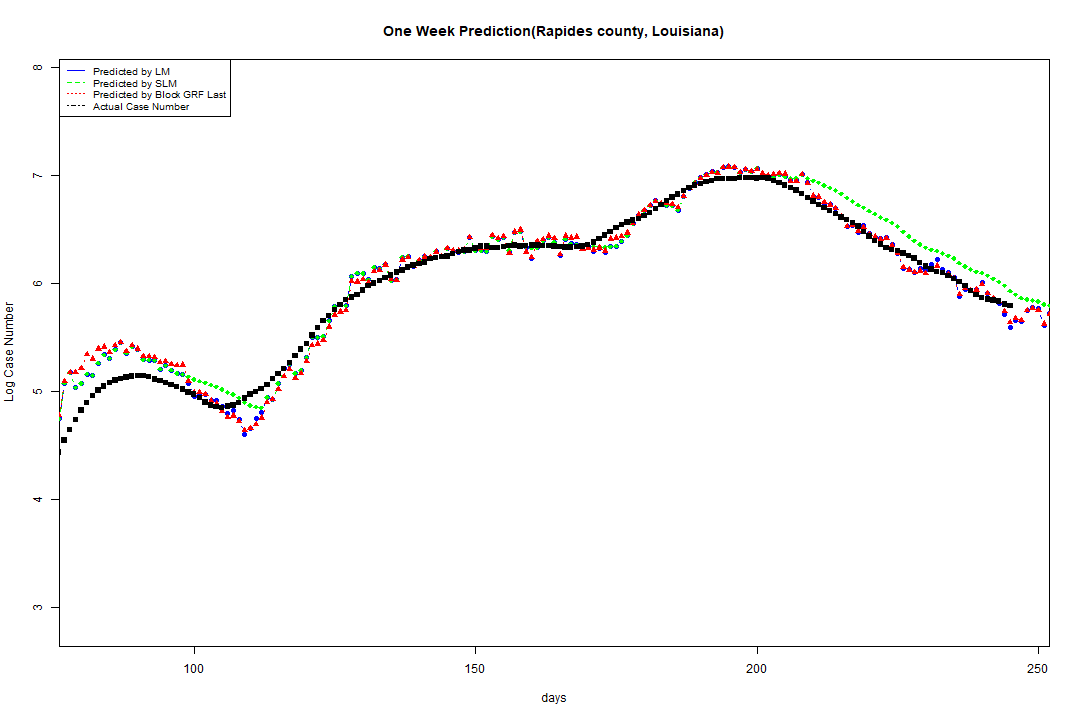 One Week Prediction(Rapides county, Louisiana)
Predicted by LM
Predicted by SLM
Predicted by Block GRF Last
Actual Case Number
Log Case Number
8
7
6
5
4
3
100
150
200
250
days